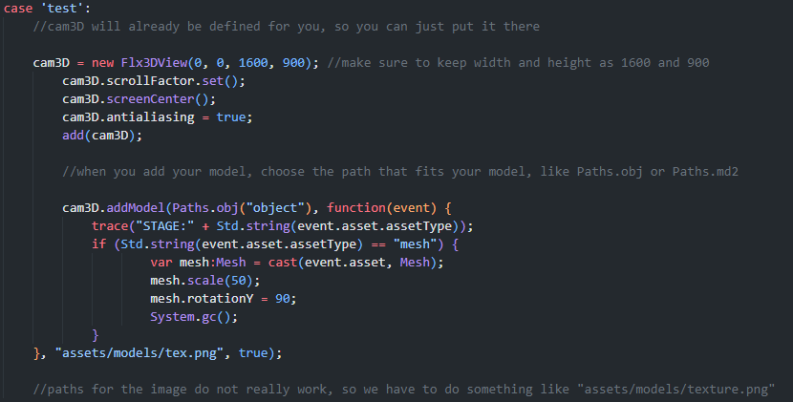 case 'test':
//cam3D will already be defined for you, so you can just put it there
cam3D = new Flx3DView(0, 0, 1600, 900); //make sure to keep width and height as 1600 and 900
cam3D.scrollFactor.set();
cam3D.screenCenter();
cam3D.antialiasing = true;
add(cam3D);
//when you add your model, choose the path that fits your model, like Paths.obj or Paths.md2
cam3D.addModel(Paths.obj("object"), function(event) {
trace("STAGE:" + Std.string(event.asset.assetType));
if (Std.string(event.asset.assetType) == "mesh") {
var mesh:Mesh = cast(event.asset, Mesh);
mesh.scale(50);
mesh.rotationY = 90;
System.gc();
}
}, "assets/models/tex.png", true);
//paths for the image do not really work, so we have to do something like "assets/models/texture.png"